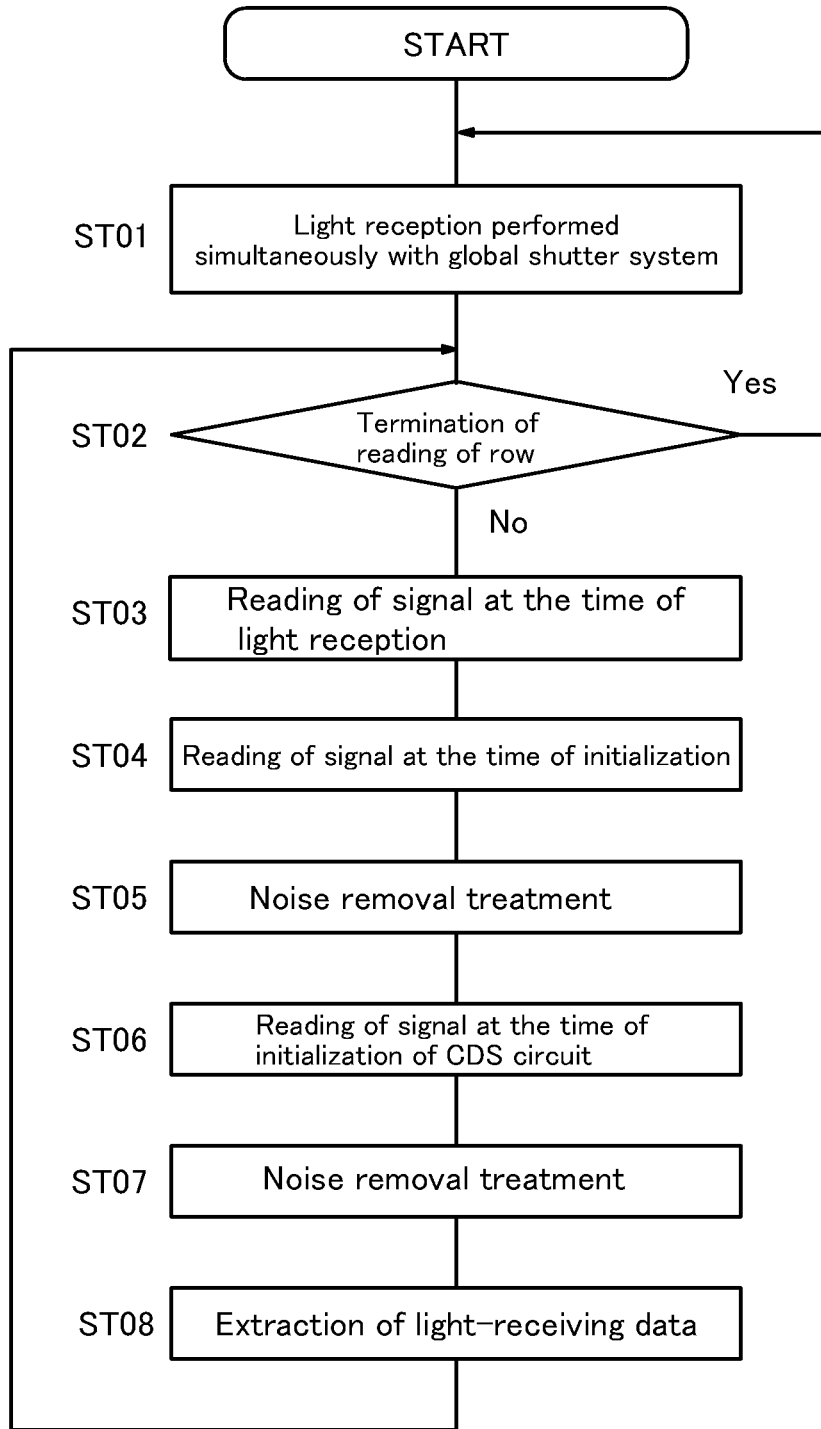 START
ST01
Light reception performed
simultaneously with global shutter system
Yes
ST02
Termination of
reading of row
No
ST03
Reading of signal at the time of
light reception
ST04
Reading of signal at the time of initialization
ST05
Noise removal treatment
ST06
Reading of signal at the time of
initialization of CDS circuit
ST07
Noise removal treatment
ST08
Extraction of light-receiving data